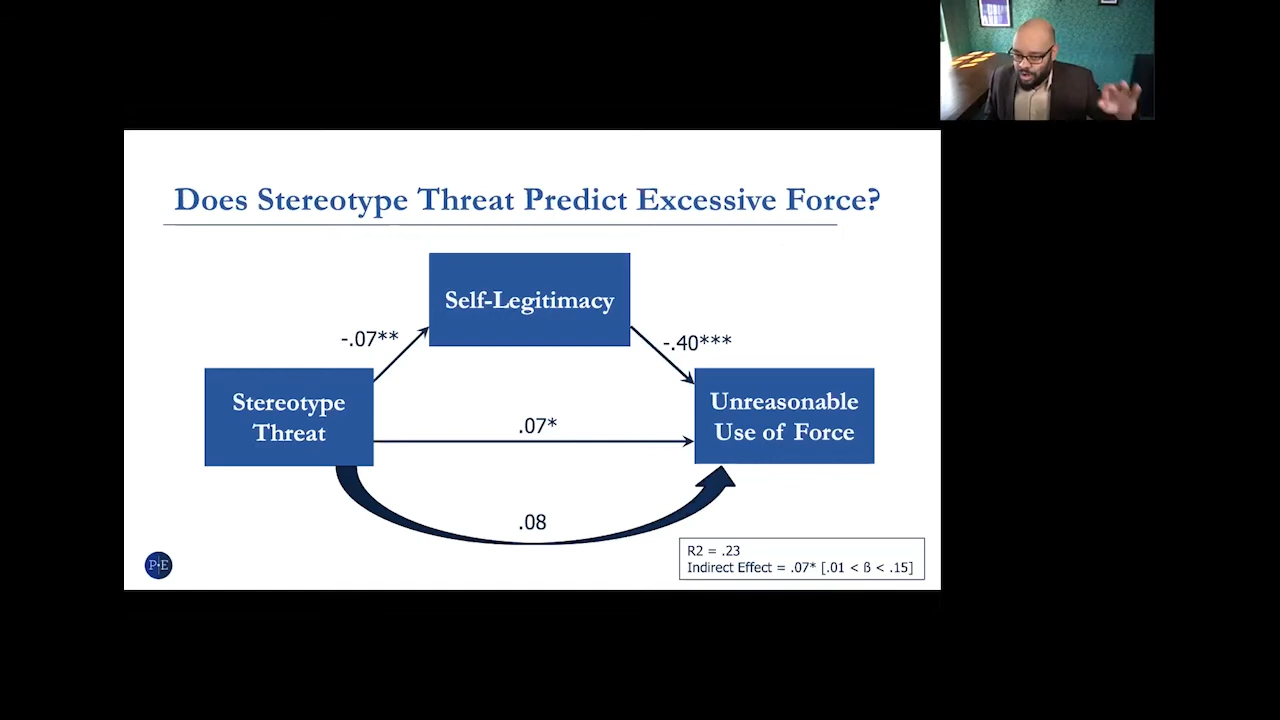 Does Stereotype Threat Predict Excessive Force?
Self-Legitimacy
-.07**
-.40***
Stereotype
Threat
.07*
Unreasonable
Use of Force
.08
R2 = .23
Indirect Effect = .07* [.01 < ß < .15]
P•E